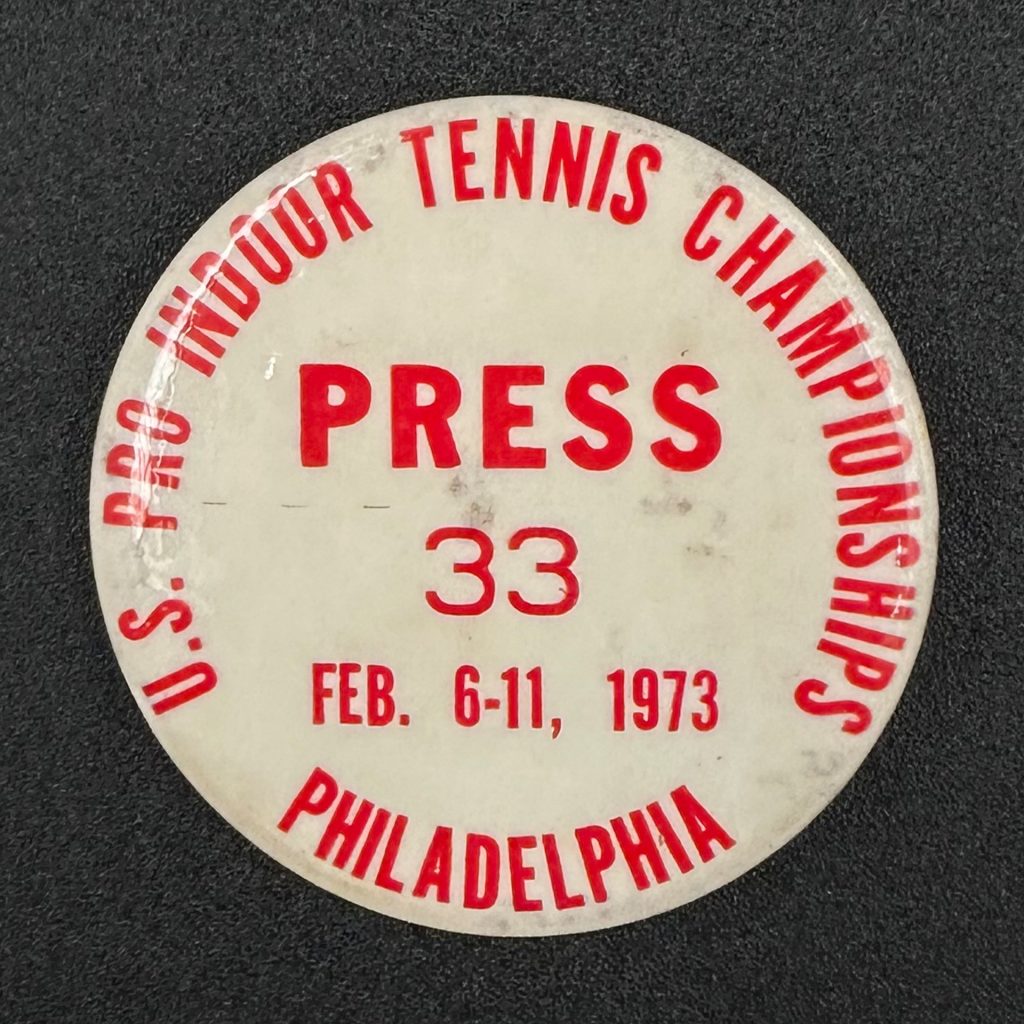 U.S. PRO INDOOR TENNIS CHAMPIONSHIPS
PRESS
33
FEB. 6-11, 1973
PHILADELPHIA